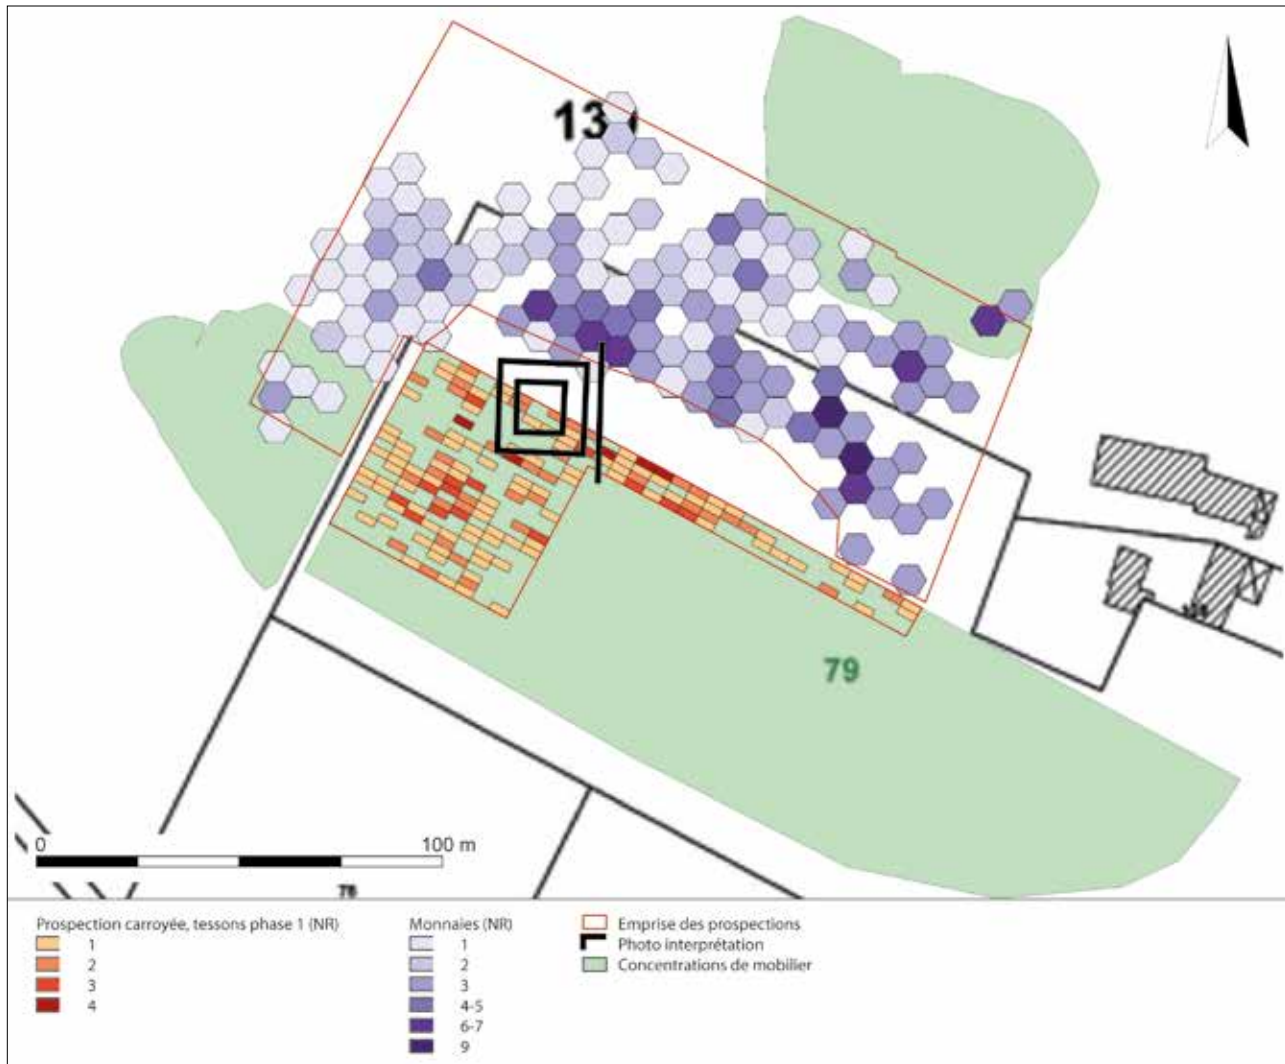 13
79
0 100 m
76
Prospection carroyée, tessons phase 1 (NR)
1
2
3
4
Monnaies (NR)
1
2
3
4-5
6-7
9
Emprise des prospections
Photo interprétation
Concentrations de mobilier